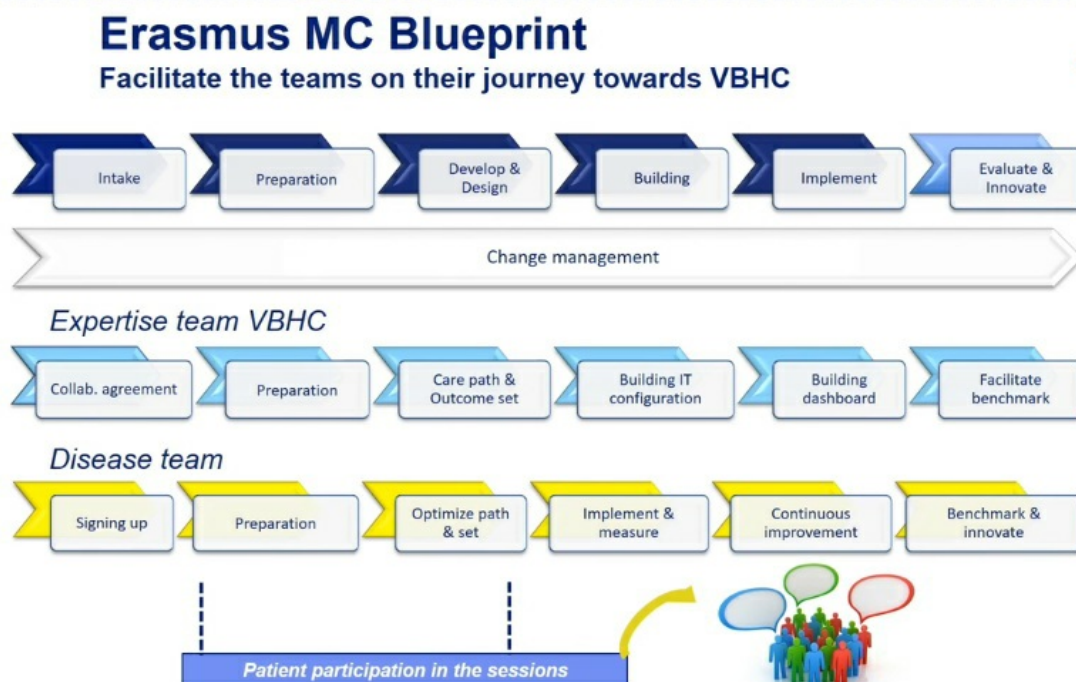 Erasmus MC Blueprint
Facilitate the teams on their journey towards VBHC
Intake
Preparation
Develop &
Design
Building
Implement
Evaluate &
Innovate
Change management
Expertise team VBHC
Collab. agreement
Preparation
Care path &
Outcome set
Building IT
configuration
Building
dashboard
Facilitate
benchmark
Disease team
Signing up
Preparation
Optimize path
& set
Implement &
measure
Continuous
improvement
Benchmark &
innovate
Patient participation in the sessions